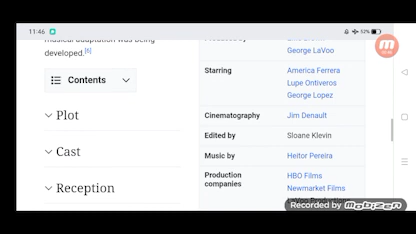 11:46
52%
musical adaptation was being
developed.[6]
Contents
Plot
Cast
Reception
George LaVoo
Starring
America Ferrera
Lupe Ontiveros
George Lopez
Cinematography
Jim Denault
Edited by
Sloane Klevin
Music by
Heitor Pereira
Production
companies
HBO Films
Newmarket Films
Recorded by
MOBIZEN